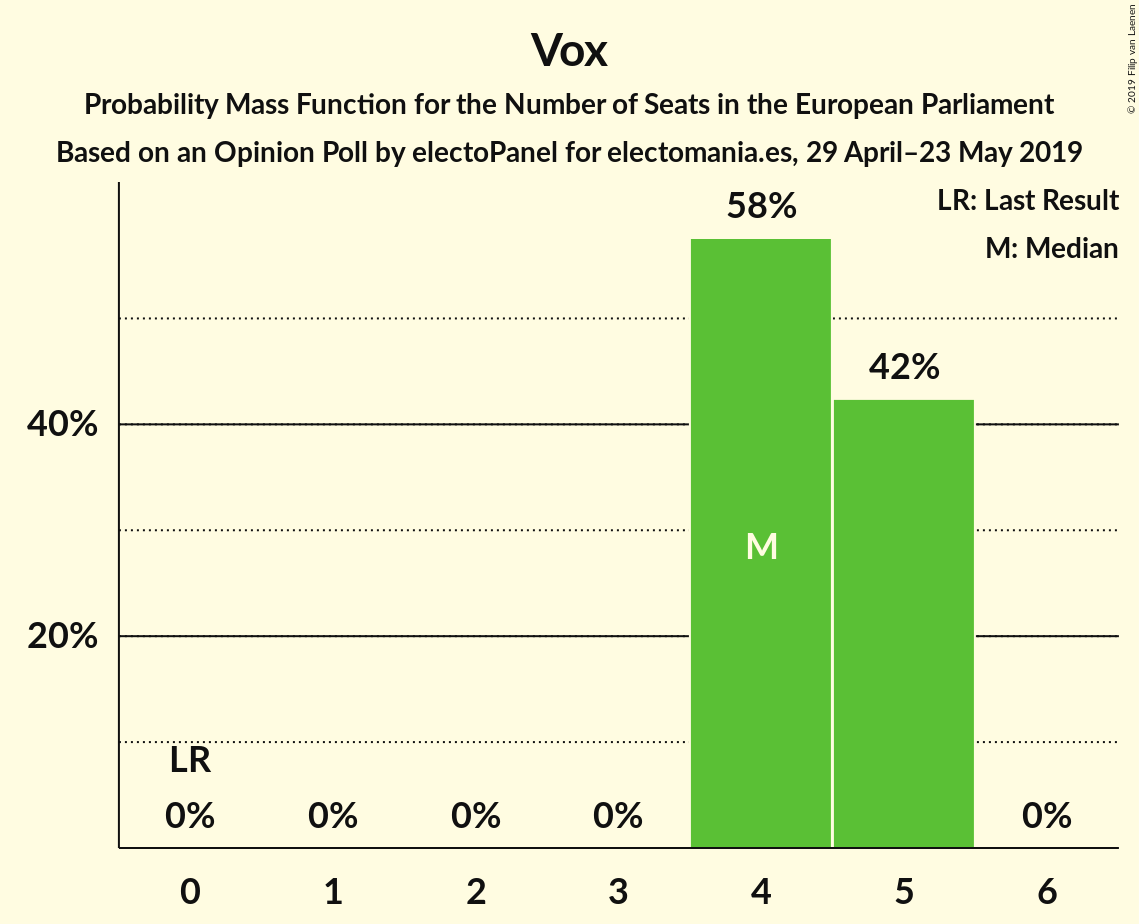 Vox
Probability Mass Function for the Number of Seats in the European Parliament
Based on an Opinion Poll by electoPanel for electomania.es, 29 April–23 May 2019
© 2019 Filip van Laenen
LR: Last Result
M: Median
58%
42%
40%
M
20%
LR
0%
0%
0%
0%
0%
0
1
2
3
4
5
6